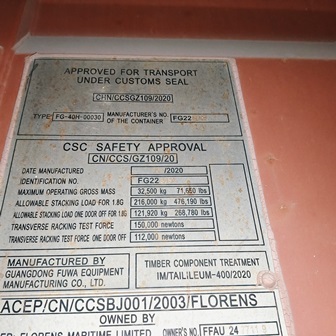 APPROVED FOR TRANSPORT
UNDER CUSTOMS SEAL
CHN/CCSGZ109/2020
TYPE FG-40H-00030 MANUFACTURER'S NO. OF THE CONTAINER FG22
CSC SAFETY APPROVAL
CN/CCS/GZ109/20
DATE MANUFACTURED /2020
IDENTIFICATION NO. FG22
MAXIMUM OPERATING GROSS MASS 32,500 kg 71,650 lbs
ALLOWABLE STACKING LOAD FOR 1.8G 216,000 kg 476,190 lbs
ALLOWABLE STACKING LOAD ONE DOOR OFF FOR 1.8G 121,920 kg 268,780 lbs
TRANSVERSE RACKING TEST FORCE 150,000 newtons
TRANSVERSE RACKING TEST FORCE ONE DOOR OFF 112,000 newtons
MANUFACTURED BY
GUANGDONG FUWA EQUIPMENT
MANUFACTURING CO., LTD.
TIMBER COMPONENT TREATMENT
IM/TAILILEUM-400/2020
ACEP/CN/CCSBJ001/2003/FLORENS
OWNED BY
FLORENS MARITIME LIMITED OWNER'S NO. FFAU 24